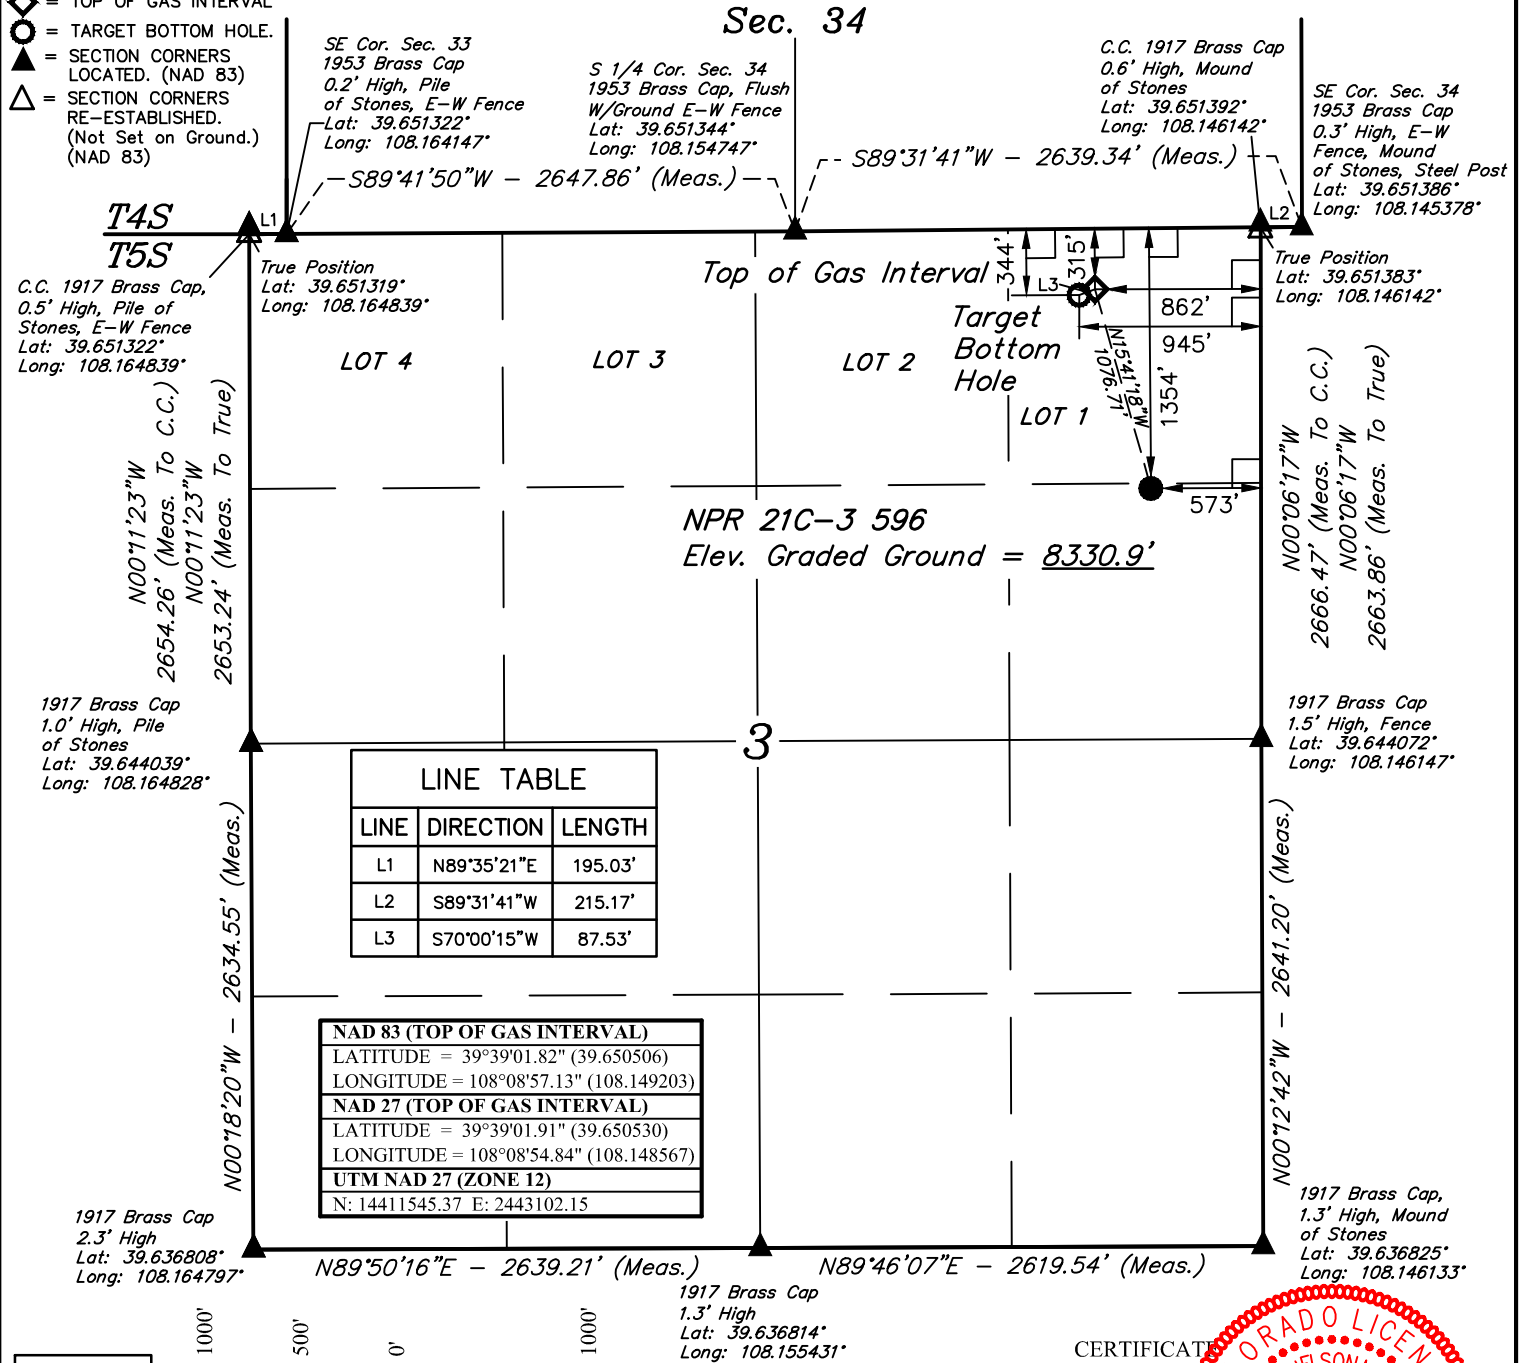 = TOP OF GAS INTERVAL
= TARGET BOTTOM HOLE.
= SECTION CORNERS
LOCATED. (NAD 83)
= SECTION CORNERS
RE-ESTABLISHED.
(Not Set on Ground.)
(NAD 83)
Sec. 34
SE Cor. Sec. 33
1953 Brass Cap
0.2' High, Pile
of Stones, E-W Fence
Lat: 39.651322°
Long: 108.164147°
S 1/4 Cor. Sec. 34
1953 Brass Cap, Flush
W/Ground E-W Fence
Lat: 39.651344°
Long: 108.154747°
C.C. 1917 Brass Cap
0.6' High, Mound
of Stones
Lat: 39.651392°
Long: 108.146142°
SE Cor. Sec. 34
1953 Brass Cap
0.3' High, E-W
Fence, Mound
of Stones, Steel Post
Lat: 39.651386°
Long: 108.145378°
S89°41'50"W - 2647.86' (Meas.)
S89°31'41"W - 2639.34' (Meas.)
T4S
T5S
L1
L2
C.C. 1917 Brass Cap,
0.5' High, Pile of
Stones, E-W Fence
Lat: 39.651322°
Long: 108.164839°
True Position
Lat: 39.651319°
Long: 108.164839°
True Position
Lat: 39.651383°
Long: 108.146142°
Top of Gas Interval
344'
315'
L3
862'
945'
Target
Bottom
Hole
N15°41'18"W
1076.71'
1354'
573'
LOT 4
LOT 3
LOT 2
LOT 1
NPR 21C-3 596
Elev. Graded Ground = 8330.9'
N00°11'23"W
2654.26' (Meas. To C.C.)
N00°11'23"W
2653.24' (Meas. To True)
N00°06'17"W
2666.47' (Meas. To C.C.)
N00°06'17"W
2663.86' (Meas. To True)
1917 Brass Cap
1.0' High, Pile
of Stones
Lat: 39.644039°
Long: 108.164828°
1917 Brass Cap
1.5' High, Fence
Lat: 39.644072°
Long: 108.146147°
3
LINE TABLE
LINE DIRECTION LENGTH
L1 N89°35'21"E 195.03'
L2 S89°31'41"W 215.17'
L3 S70°00'15"W 87.53'
N00°18'20"W - 2634.55' (Meas.)
N00°12'42"W - 2641.20' (Meas.)
NAD 83 (TOP OF GAS INTERVAL)
LATITUDE = 39°39'01.82" (39.650506)
LONGITUDE = 108°08'57.13" (108.149203)
NAD 27 (TOP OF GAS INTERVAL)
LATITUDE = 39°39'01.91" (39.650530)
LONGITUDE = 108°08'54.84" (108.148567)
UTM NAD 27 (ZONE 12)
N: 14411545.37 E: 2443102.15
1917 Brass Cap
2.3' High
Lat: 39.636808°
Long: 108.164797°
N89°50'16"E - 2639.21' (Meas.)
N89°46'07"E - 2619.54' (Meas.)
1917 Brass Cap,
1.3' High, Mound
of Stones
Lat: 39.636825°
Long: 108.146133°
1917 Brass Cap
1.3' High
Lat: 39.636814°
Long: 108.155431°
1000'
500'
0'
1000'
CERTIFICATE
ORADO LICEN